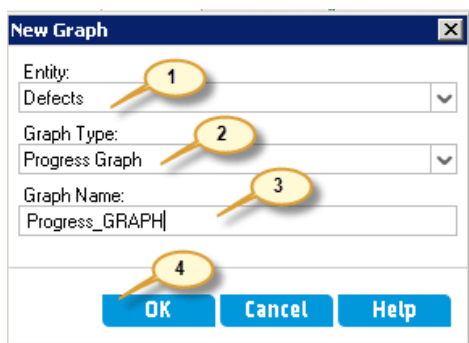 New Graph
Entity:
1
Defects
Graph Type:
2
Progress Graph
Graph Name:
3
Progress_GRAPH
4
OK Cancel Help